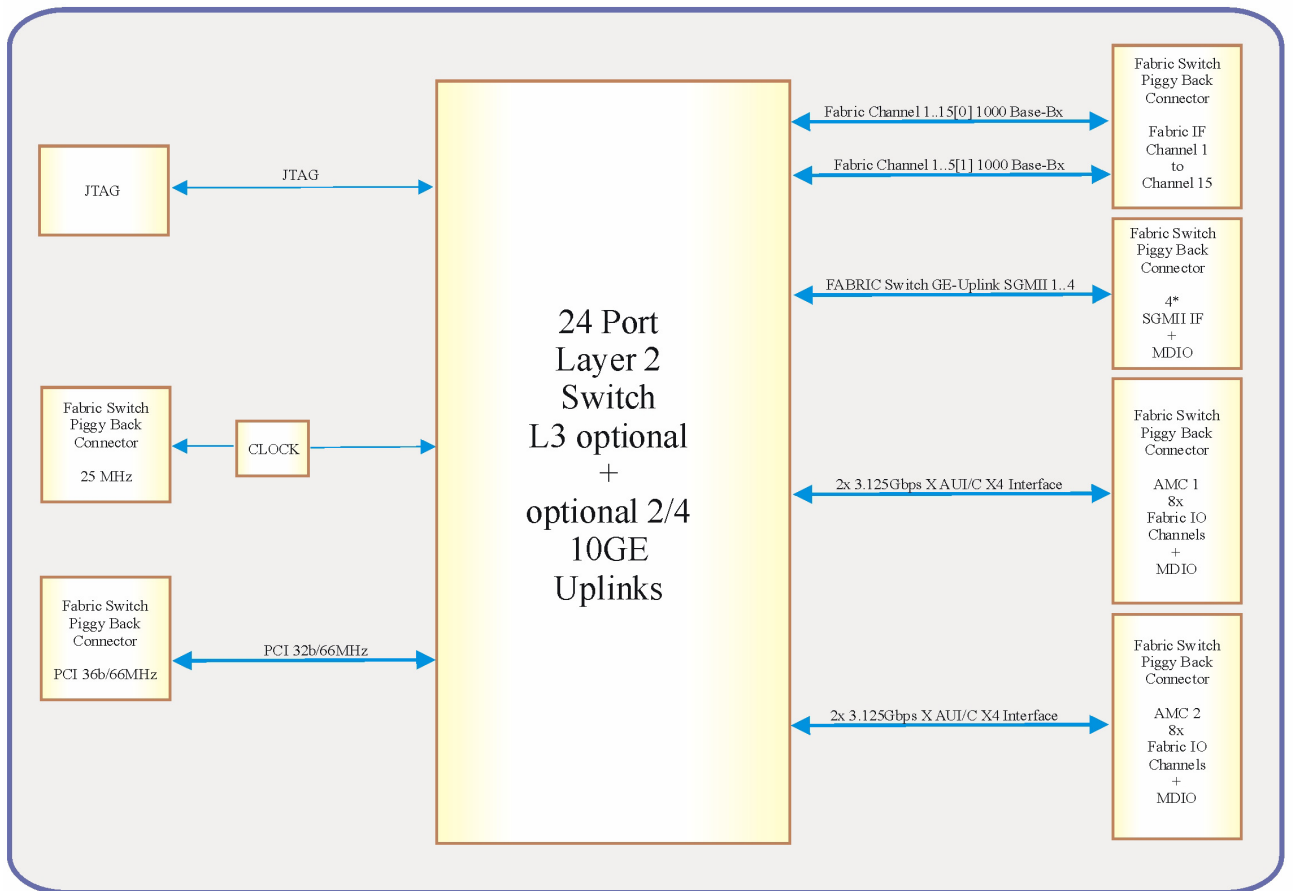 JTAG
JTAG
Fabric Switch
Piggy Back
Connector
25 MHz
CLOCK
Fabric Switch
Piggy Back
Connector
PCI 36b/66MHz
PCI 32b/66MHz
24 Port
Layer 2
Switch
L3 optional
+
optional 2/4
10GE
Uplinks
Fabric Channel 1..15[0] 1000 Base-Bx
Fabric Channel 1..5[1] 1000 Base-Bx
FABRIC Switch GE-Uplink SGMII 1..4
2x 3.125Gbps X AUI/C X4 Interface
2x 3.125Gbps X AUI/C X4 Interface
Fabric Switch
Piggy Back
Connector
Fabric IF
Channel 1
to
Channel 15
Fabric Switch
Piggy Back
Connector
4*
SGMII IF
+
MDIO
Fabric Switch
Piggy Back
Connector
AMC 1
8x
Fabric IO
Channels
+
MDIO
Fabric Switch
Piggy Back
Connector
AMC 2
8x
Fabric IO
Channels
+
MDIO